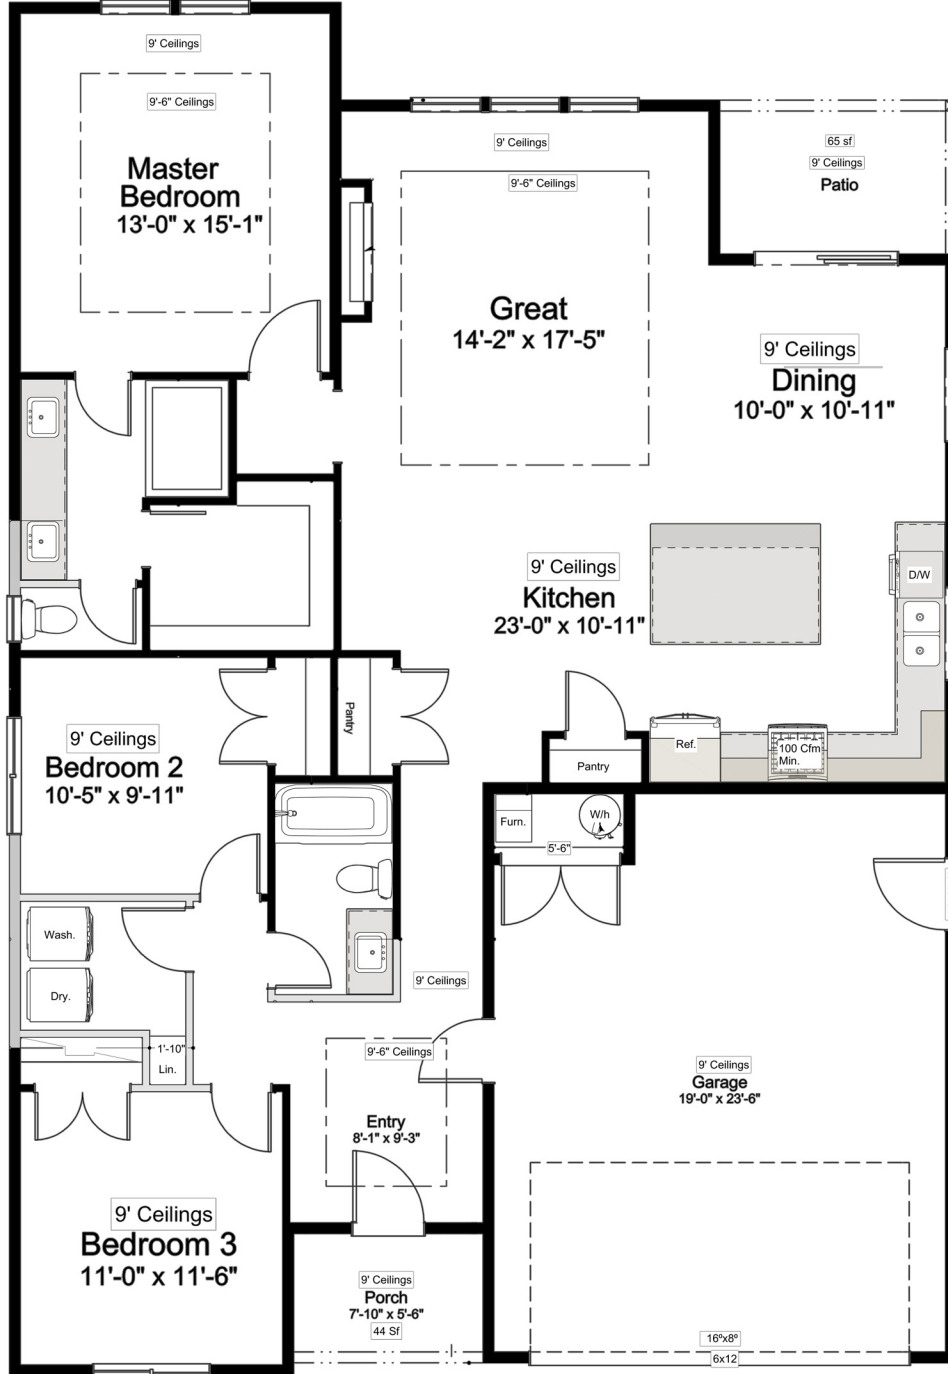 9' Ceilings
9'-6" Ceilings
Master
Bedroom
13'-0" x 15'-1"
9' Ceilings
9'-6" Ceilings
Great
14'-2" x 17'-5"
65 sf
9' Ceilings
Patio
9' Ceilings
Dining
10'-0" x 10'-11"
9' Ceilings
Kitchen
23'-0" x 10'-11"
D/W
Pantry
Ref.
100 Cfm
Min.
Pantry
9' Ceilings
Bedroom 2
10'-5" x 9'-11"
Furn.
W/h
5'-6"
Wash.
Dry.
9' Ceilings
1'-10"
Lin.
9'-6" Ceilings
Entry
8'-1" x 9'-3"
9' Ceilings
Garage
19'-0" x 23'-6"
9' Ceilings
Bedroom 3
11'-0" x 11'-6"
9' Ceilings
Porch
7'-10" x 5'-6"
44 Sf
16⁰x8⁰
6x12